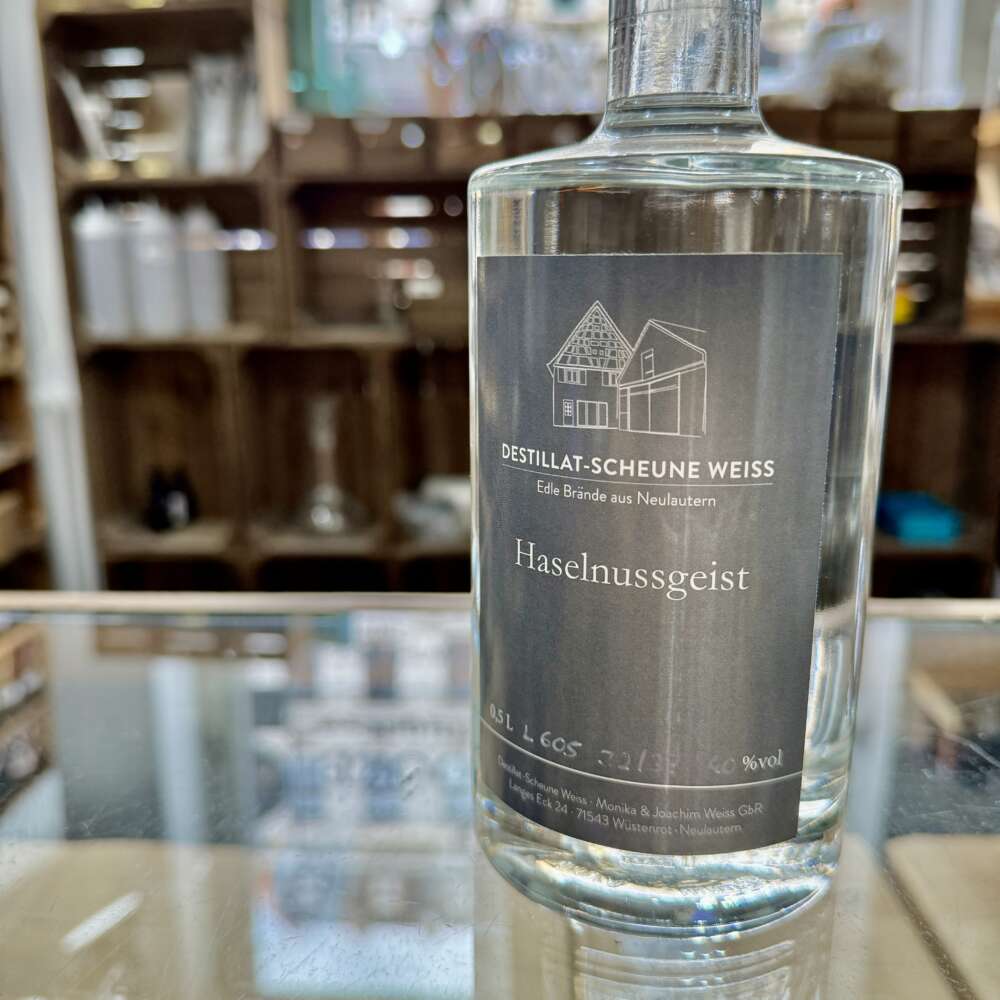 DESTILLAT-SCHEUNE WEISS
Edle Brände aus Neulautern
Haselnussgeist
0,5 L L 605 40 %vol
Destillat-Scheune Weiss · Monika & Joachim Weiss GbR
Langes Eck 24 · 71543 Wüstenrot · Neulautern